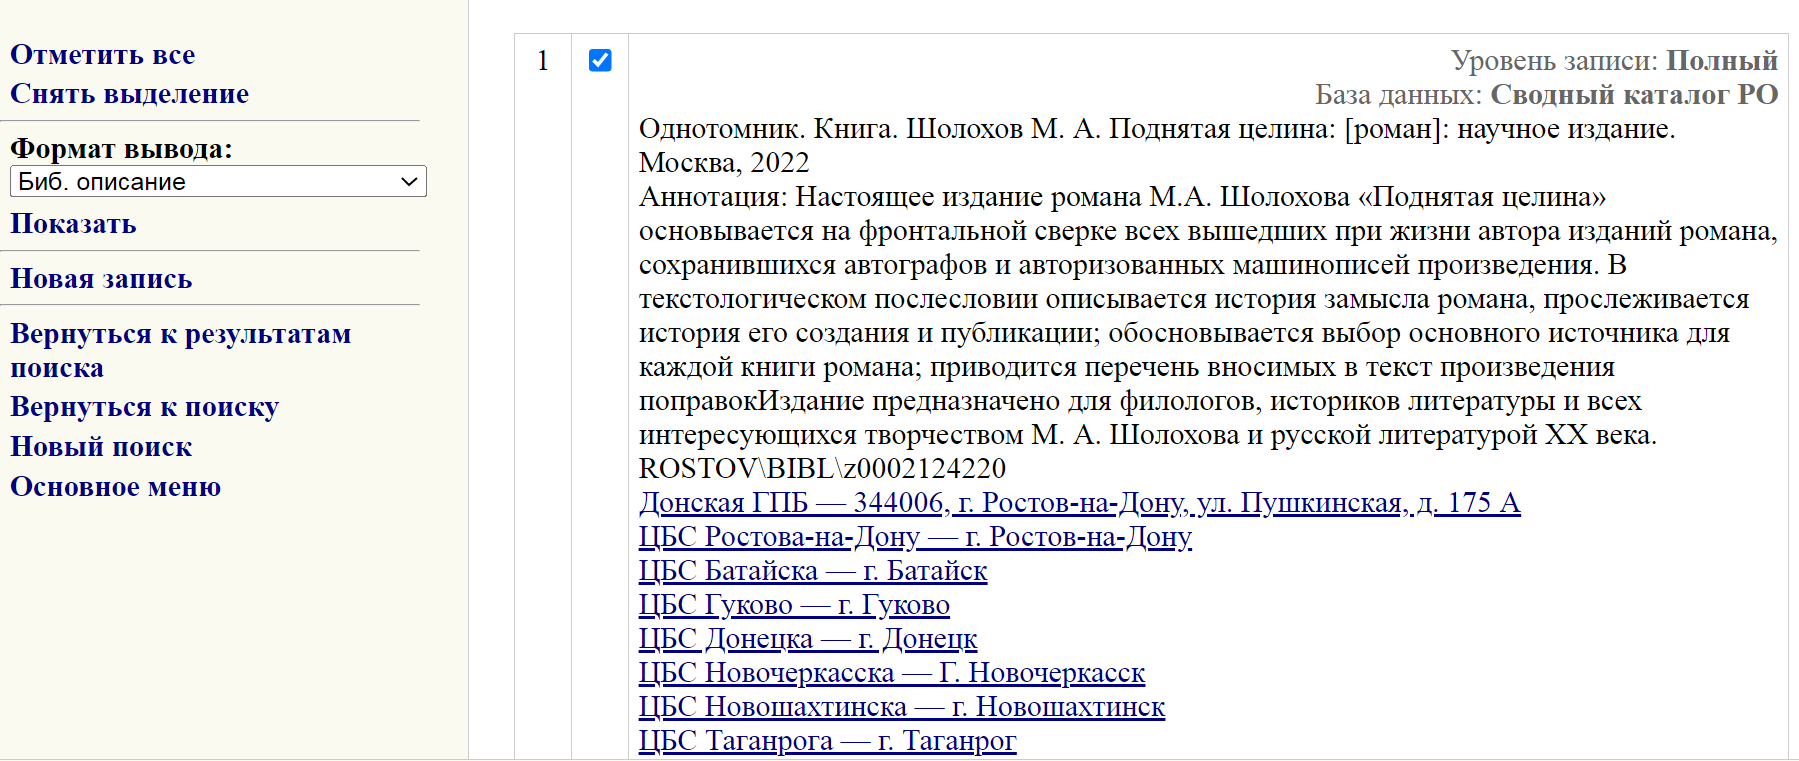 Отметить все
Снять выделение
Формат вывода:
Биб. описание
Показать
Новая запись
Вернуться к результатам
поиска
Вернуться к поиску
Новый поиск
Основное меню
1
Уровень записи: Полный
База данных: Сводный каталог РО
Однотомник. Книга. Шолохов М. А. Поднятая целина: [роман]: научное издание.
Москва, 2022
Аннотация: Настоящее издание романа М.А. Шолохова «Поднятая целина»
основывается на фронтальной сверке всех вышедших при жизни автора изданий романа,
сохранившихся автографов и авторизованных машинописей произведения. В
текстологическом послесловии описывается история замысла романа, прослеживается
история его создания и публикации; обосновывается выбор основного источника для
каждой книги романа; приводится перечень вносимых в текст произведения
поправокИздание предназначено для филологов, историков литературы и всех
интересующихся творчеством М. А. Шолохова и русской литературой XX века.
ROSTOV\BIBL\z0002124220
Донская ГПБ — 344006, г. Ростов-на-Дону, ул. Пушкинская, д. 175 А
ЦБС Ростова-на-Дону — г. Ростов-на-Дону
ЦБС Батайска — г. Батайск
ЦБС Гуково — г. Гуково
ЦБС Донецка — г. Донецк
ЦБС Новочеркасска — Г. Новочеркасск
ЦБС Новошахтинска — г. Новошахтинск
ЦБС Таганрога — г. Таганрог